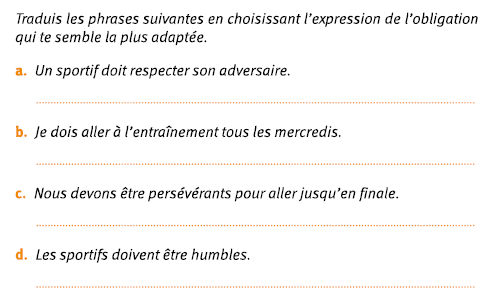 Traduis les phrases suivantes en choisissant l'expression de l'obligation
qui te semble la plus adaptée.
a. Un sportif doit respecter son adversaire.
b. Je dois aller à l'entraînement tous les mercredis.
c. Nous devons être persévérants pour aller jusqu'en finale.
d. Les sportifs doivent être humbles.